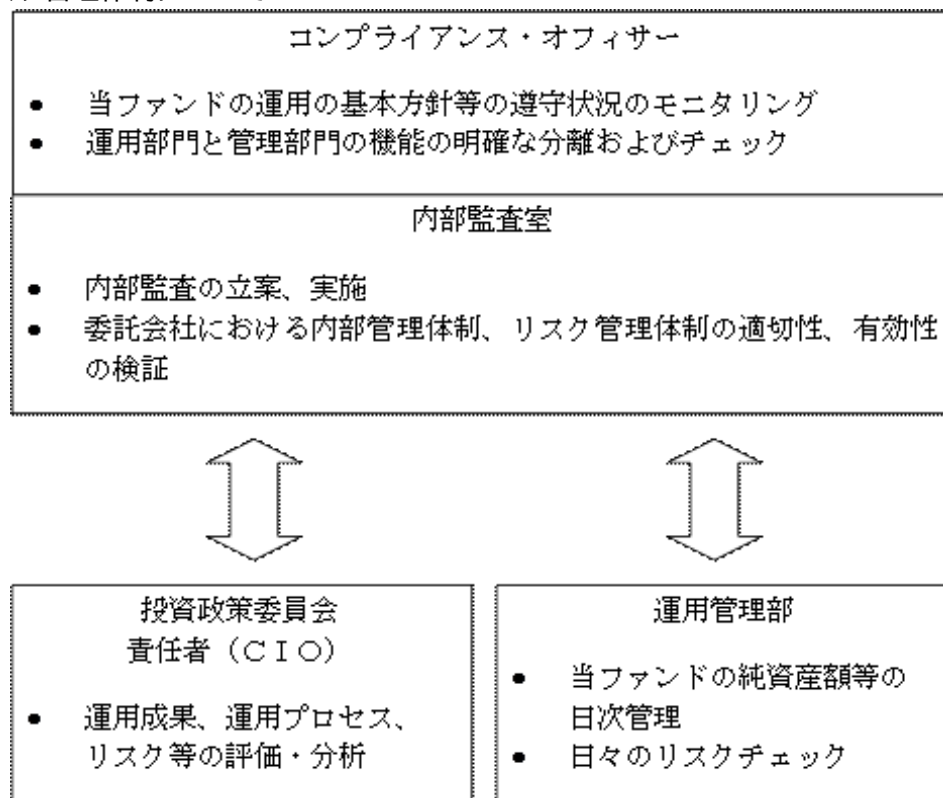 コンプライアンス・オフィサー
● 当ファンドの運用の基本方針等の遵守状況のモニタリング
● 運用部門と管理部門の機能の明確な分離およびチェック
内部監査室
● 内部監査の立案、実施
● 委託会社における内部管理体制、リスク管理体制の適切性、有効性
の検証
投資政策委員会
責任者（ＣＩＯ）
● 運用成果、運用プロセス、
リスク等の評価・分析
運用管理部
● 当ファンドの純資産額等の
日次管理
● 日々のリスクチェック